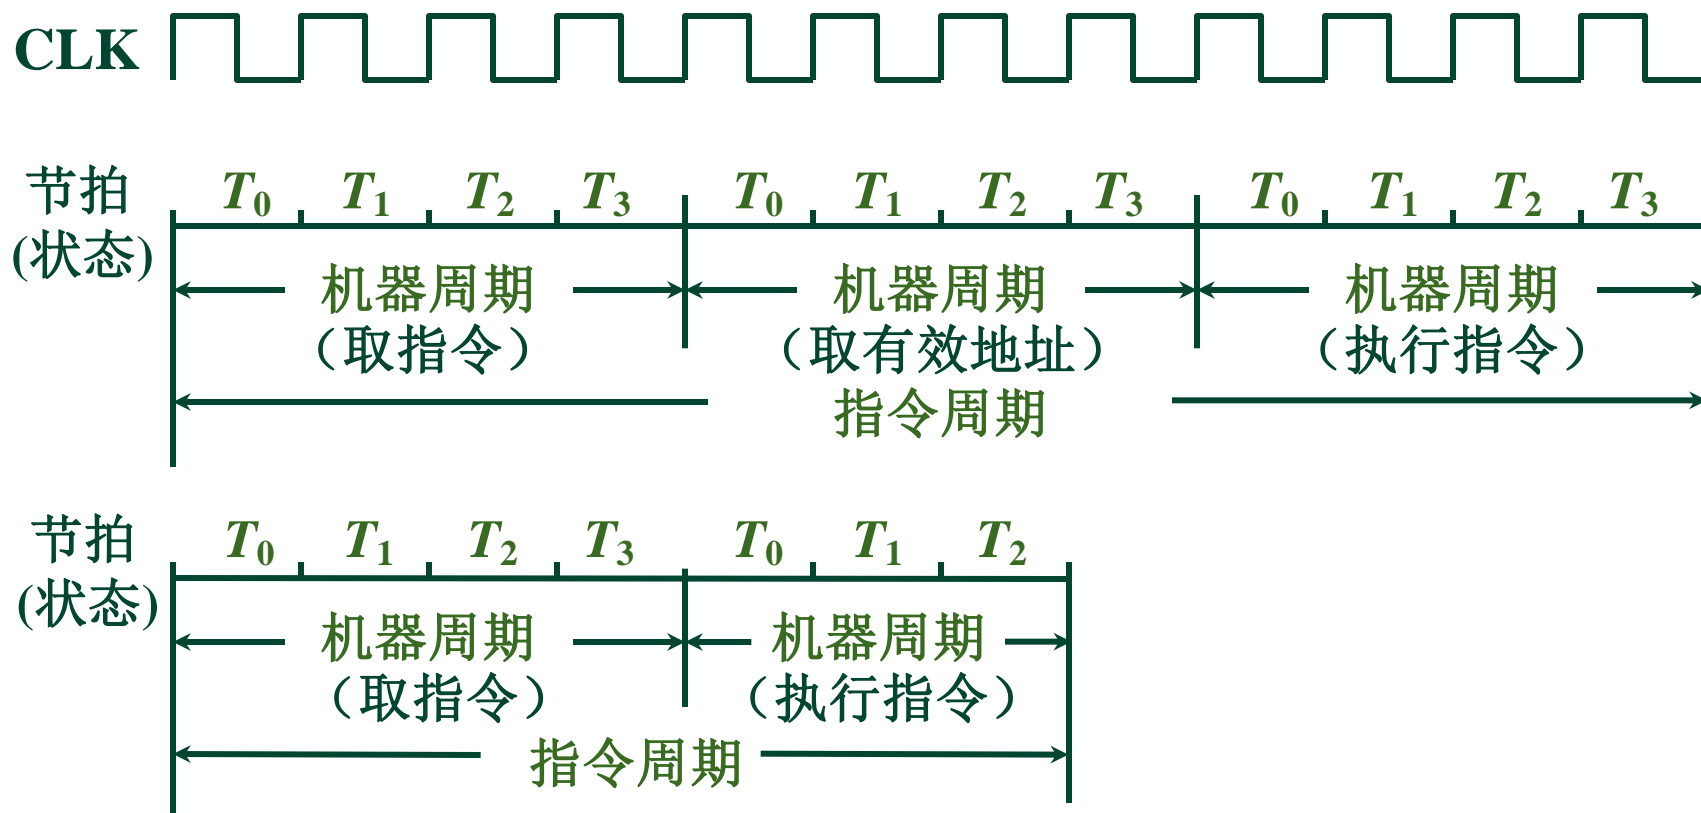 CLK
节拍
(状态)
T0 T1 T2 T3 T0 T1 T2 T3 T0 T1 T2 T3
机器周期 机器周期 机器周期
（取指令） （取有效地址） （执行指令）
指令周期
节拍
(状态)
T0 T1 T2 T3 T0 T1 T2
机器周期 机器周期
（取指令） （执行指令）
指令周期